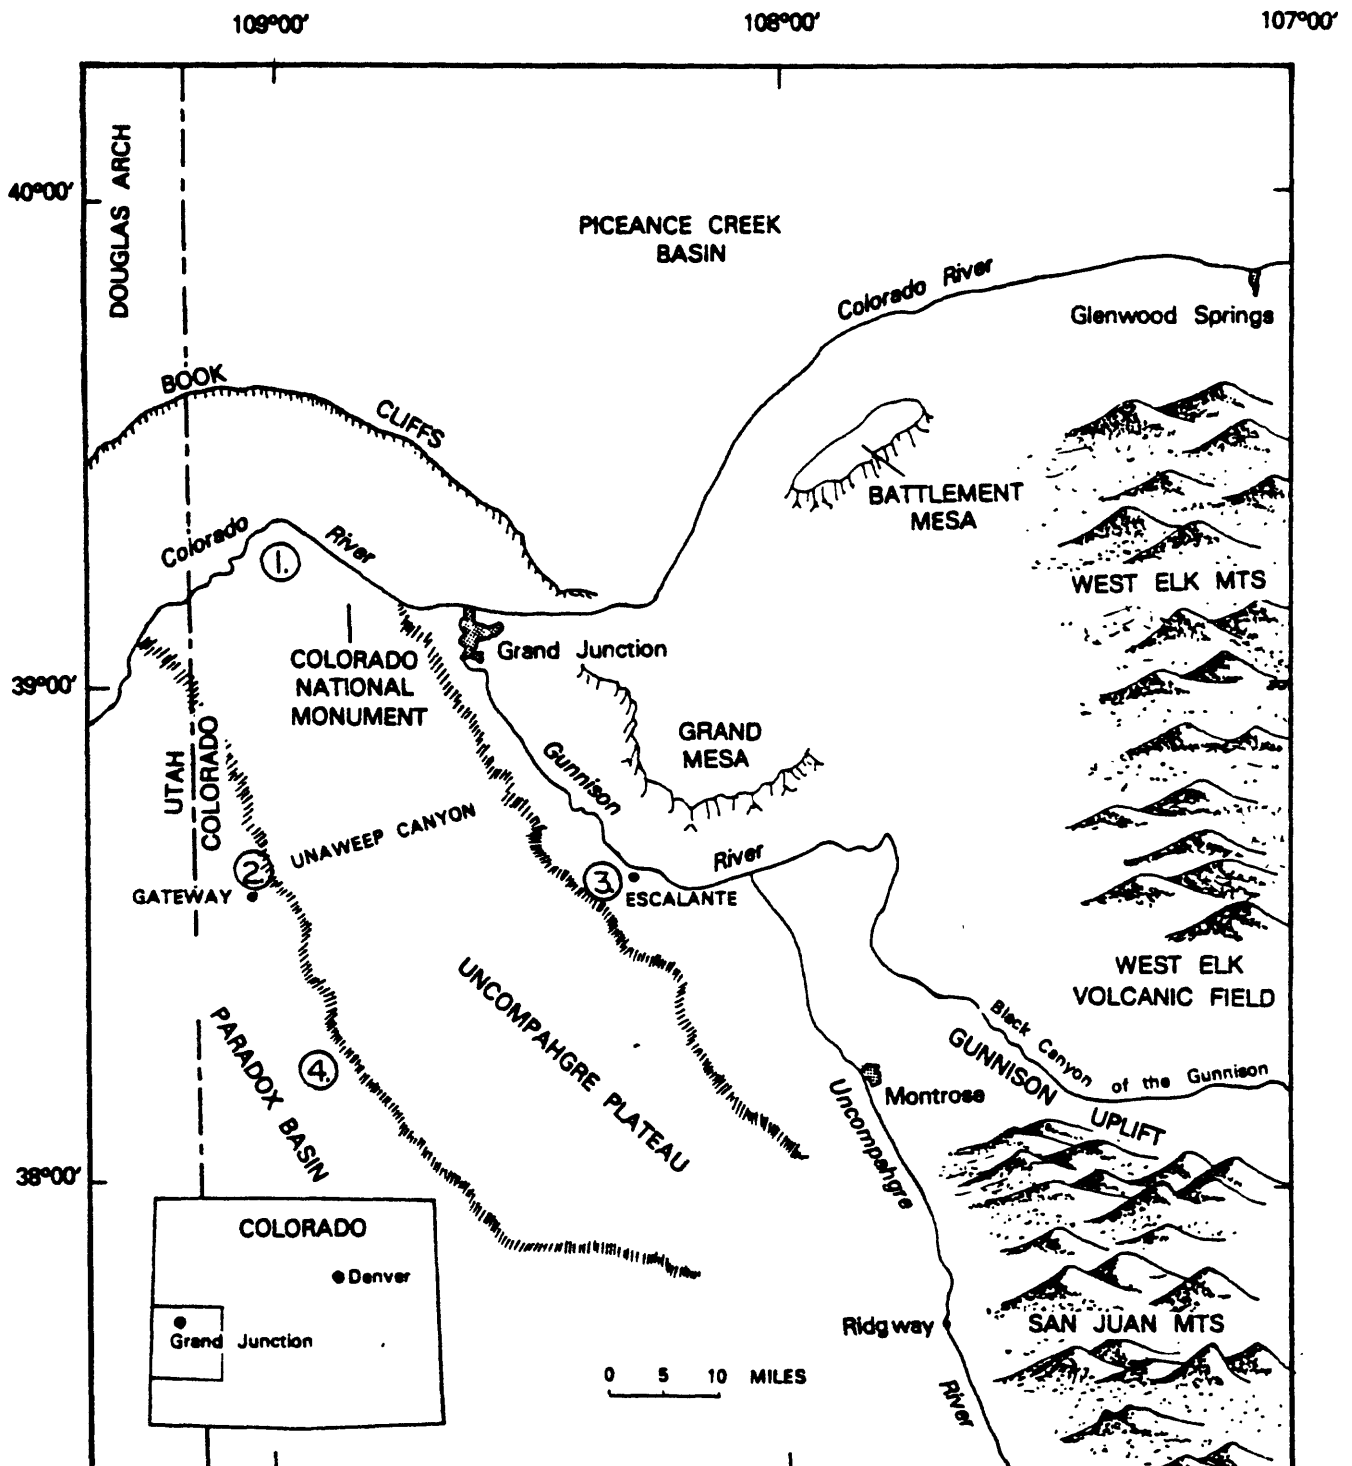 109°00'
108°00'
107°00'
40°00'
DOUGLAS ARCH
PICEANCE CREEK
BASIN
Colorado River
Glenwood Springs
BOOK
CLIFFS
BATTLEMENT
MESA
Colorado
River
1.
WEST ELK MTS
Grand Junction
COLORADO
NATIONAL
MONUMENT
39°00'
GRAND
MESA
Gunnison
UTAH
COLORADO
UNAWEEP CANYON
River
2.
GATEWAY
3.
ESCALANTE
WEST ELK
VOLCANIC FIELD
UNCOMPAHGRE PLATEAU
PARADOX BASIN
4.
Black Canyon of the Gunnison
GUNNISON
UPLIFT
Montrose
Uncompahgre
38°00'
COLORADO
Denver
Grand Junction
Ridgway
SAN JUAN MTS
River
0 5 10 MILES